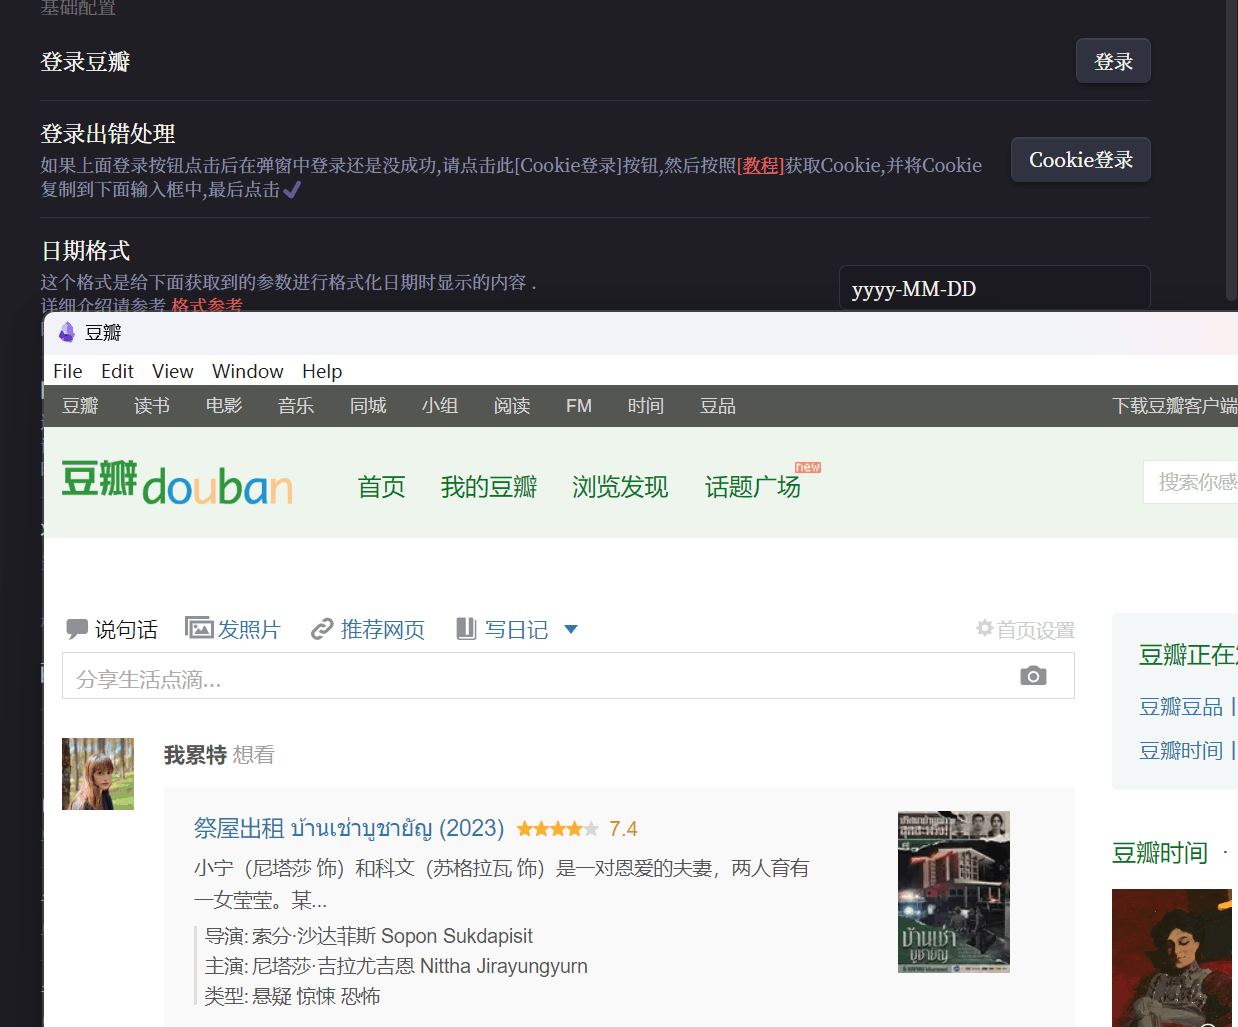 基础配置
登录豆瓣
登录
登录出错处理
如果上面登录按钮点击后在弹窗中登录还是没成功,请点击此[Cookie登录]按钮,然后按照[教程]获取Cookie,并将Cookie
复制到下面输入框中,最后点击✔
Cookie登录
日期格式
这个格式是给下面获取到的参数进行格式化日期时显示的内容 .
详细介绍请参考 格式参考
yyyy-MM-DD
豆瓣
File Edit View Window Help
豆瓣 读书 电影 音乐 同城 小组 阅读 FM 时间 豆品 下载豆瓣客户端
豆瓣 douban
首页 我的豆瓣 浏览发现 话题广场 new
搜索你感
说句话 发照片 推荐网页 写日记
首页设置
分享生活点滴...
豆瓣正在
豆瓣豆品 |
豆瓣时间 |
我累特 想看
祭屋出租 บ้านเช่าบูชายัญ (2023) 7.4
小宁（尼塔莎 饰）和科文（苏格拉瓦 饰）是一对恩爱的夫妻，两人育有
一女莹莹。某...
导演: 索分·沙达菲斯 Sopon Sukdapisit
主演: 尼塔莎·吉拉尤吉恩 Nittha Jirayungyurn
类型: 悬疑 惊悚 恐怖
บ้านเช่า
บูชายัญ
豆瓣时间 ·